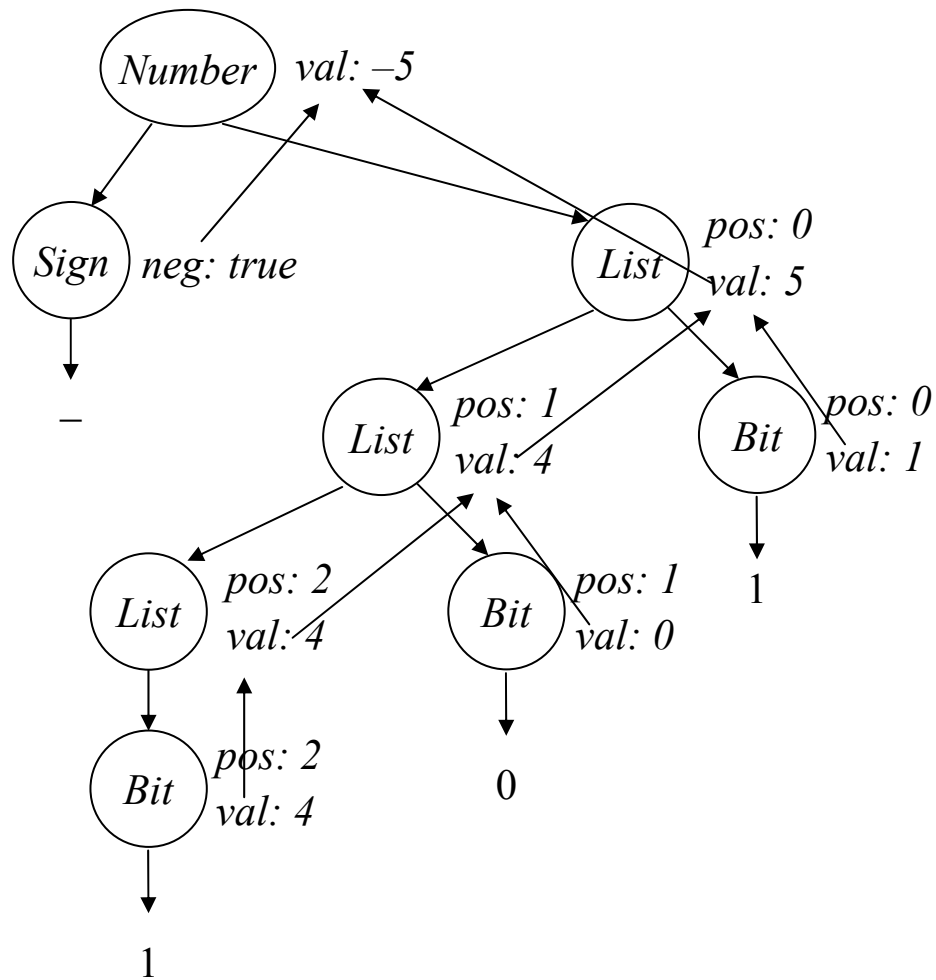 Number
val: –5
Sign
neg: true
List
pos: 0
val: 5
–
List
pos: 1
val: 4
Bit
pos: 0
val: 1
List
pos: 2
val: 4
Bit
pos: 1
val: 0
1
Bit
pos: 2
val: 4
0
1